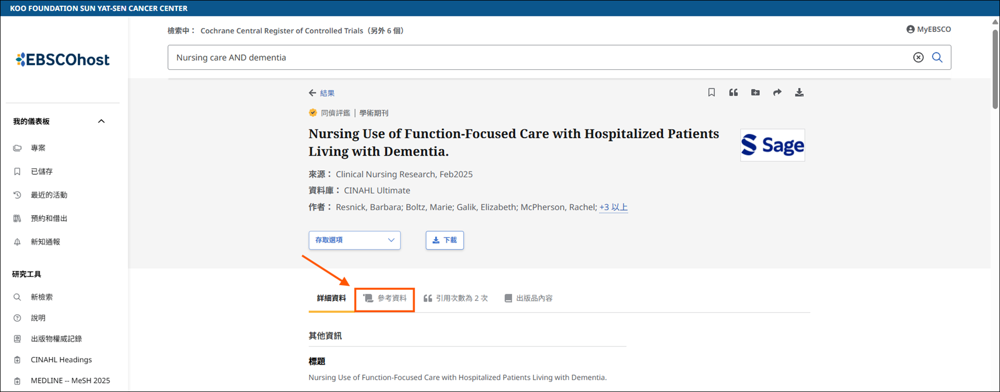 KOO FOUNDATION SUN YAT-SEN CANCER CENTER
檢索中： Cochrane Central Register of Controlled Trials（另外 6 個）
MyEBSCO
EBSCOhost
Nursing care AND dementia
結果
同儕評鑑 | 學術期刊
Nursing Use of Function-Focused Care with Hospitalized Patients
Living with Dementia.
Sage
來源： Clinical Nursing Research, Feb2025
資料庫： CINAHL Ultimate
作者： Resnick, Barbara; Boltz, Marie; Galik, Elizabeth; McPherson, Rachel; +3 以上
存取選項
下載
詳細資料
參考資料
引用次數為 2 次
出版品內容
其他資訊
標題
Nursing Use of Function-Focused Care with Hospitalized Patients Living with Dementia.
我的儀表板
專案
已儲存
最近的活動
預約和借出
新知通報
研究工具
新檢索
說明
出版物權威記錄
CINAHL Headings
MEDLINE -- MeSH 2025